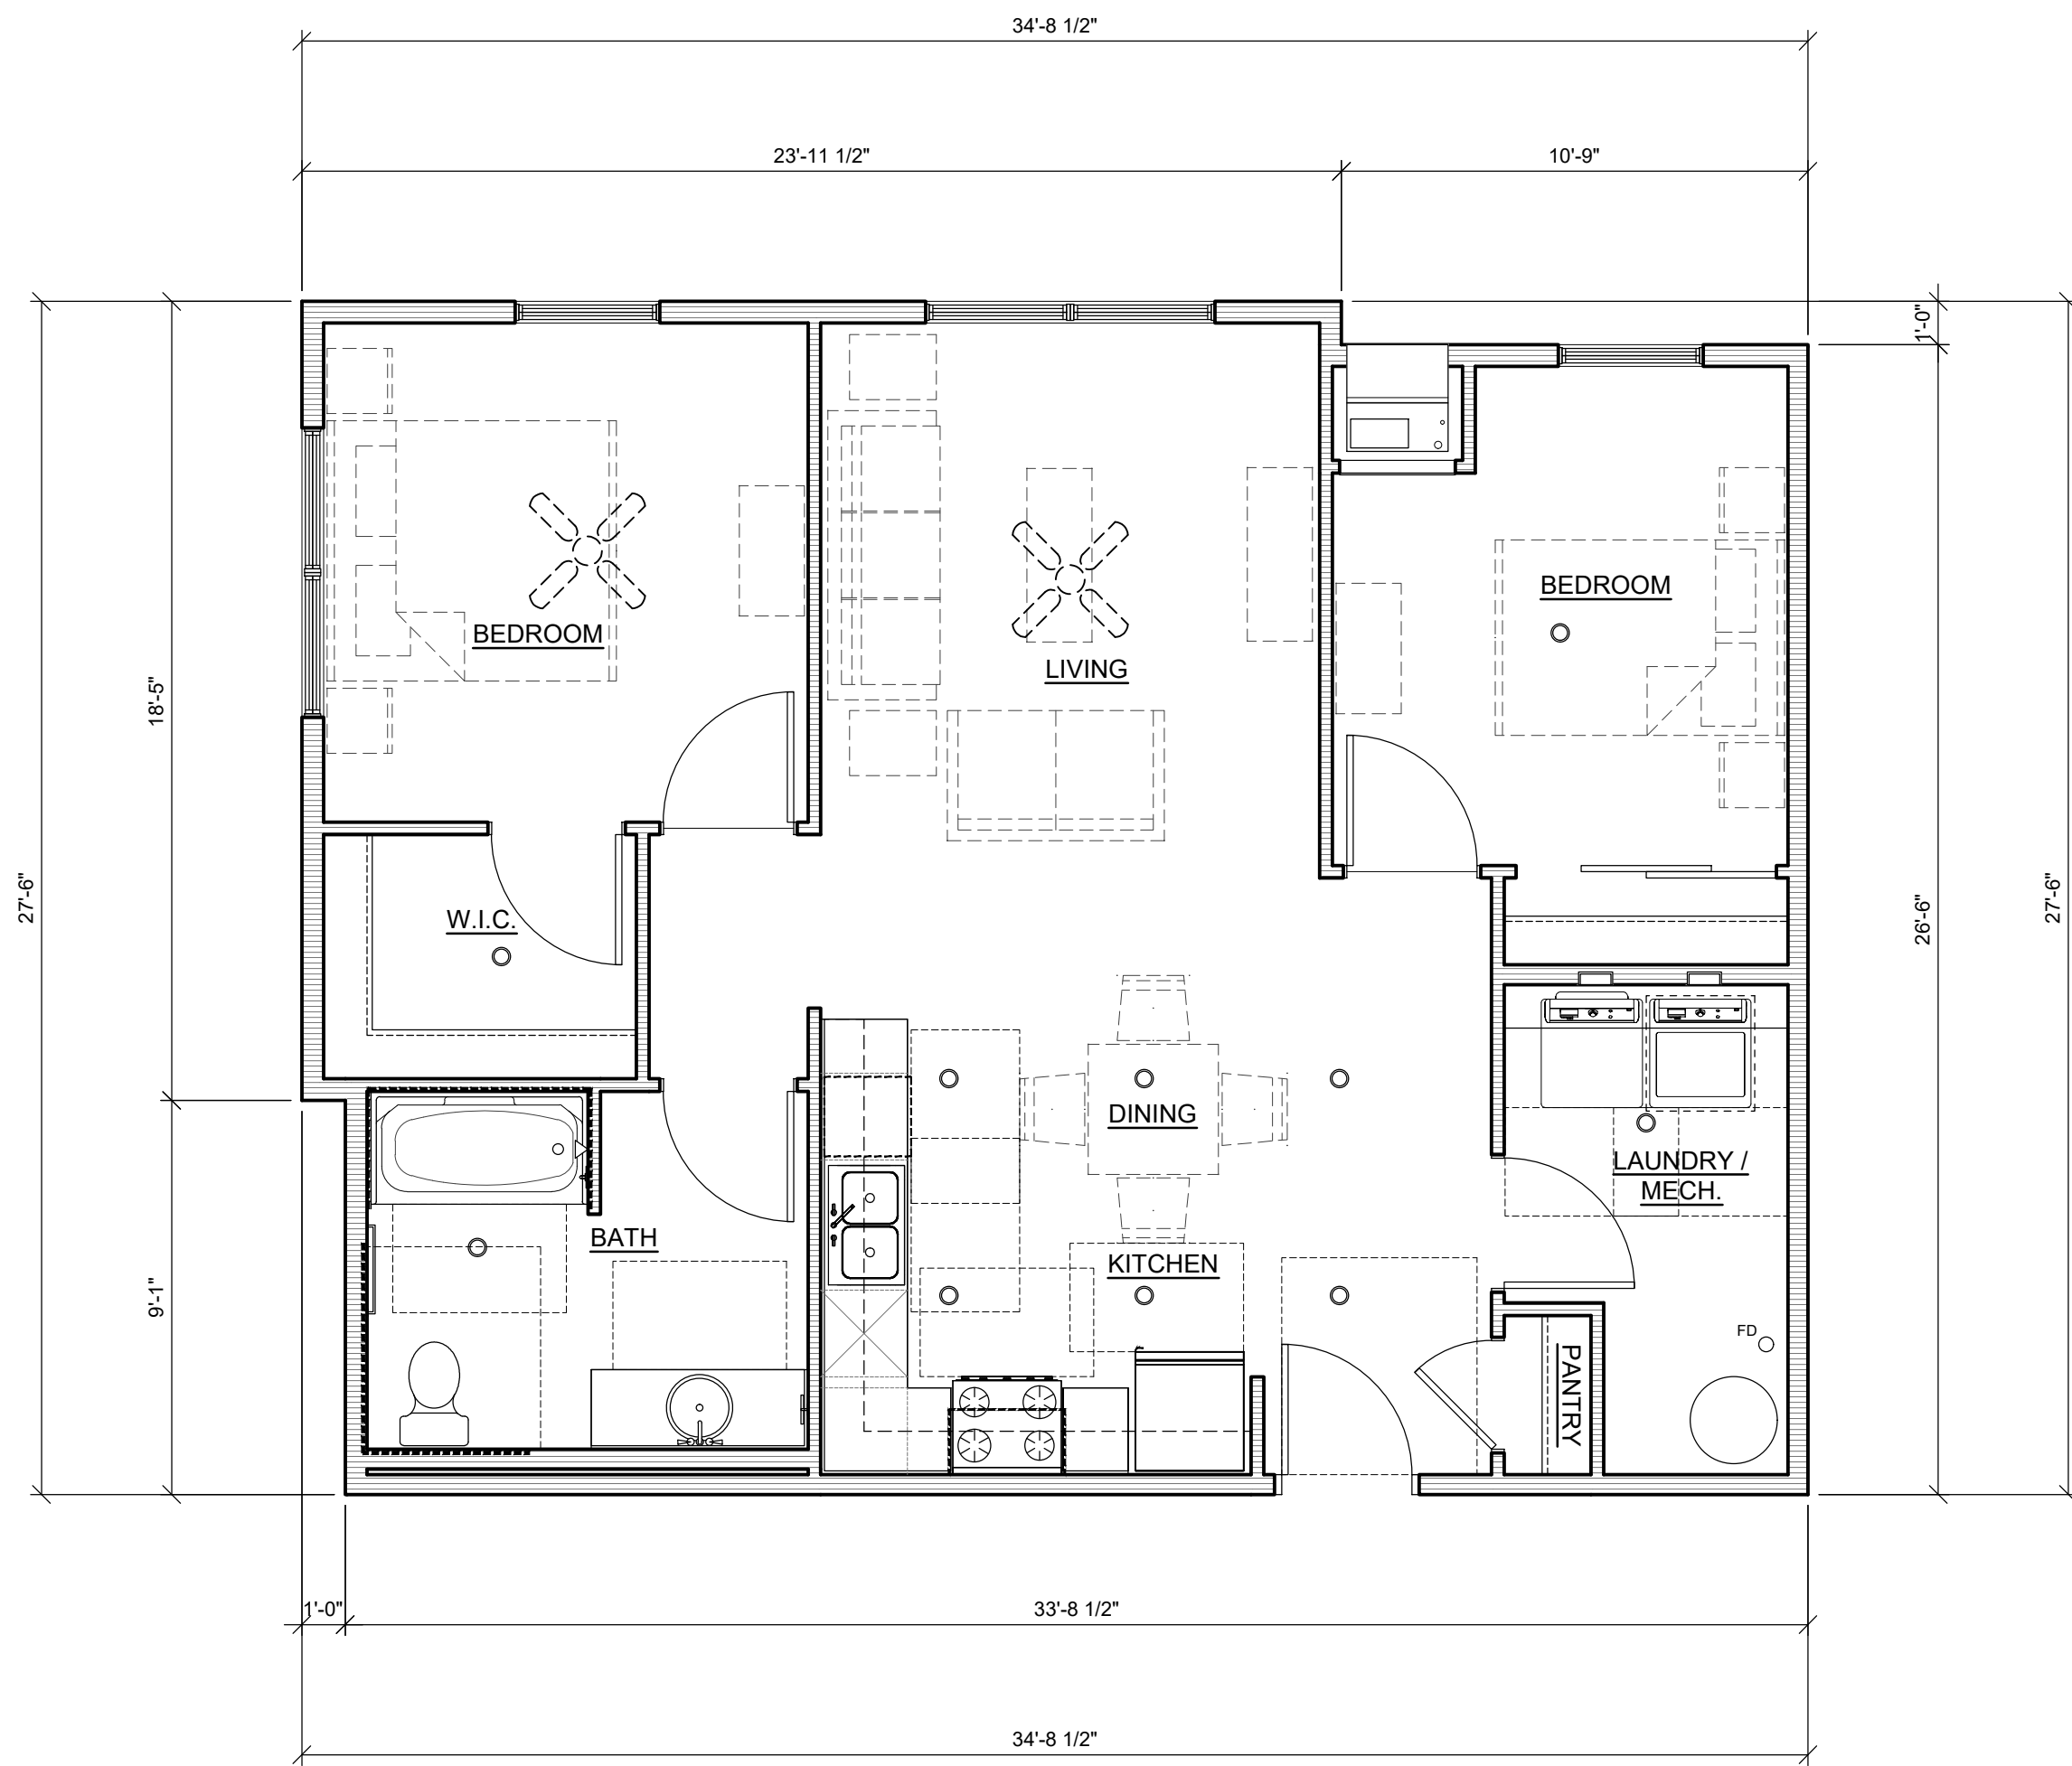 34'-8 1/2"
23'-11 1/2"
10'-9"
1'-0"
18'-5"
27'-6"
26'-6"
27'-6"
9'-1"
BEDROOM
LIVING
BEDROOM
W.I.C.
DINING
LAUNDRY /
MECH.
BATH
KITCHEN
FD
PANTRY
1'-0"
33'-8 1/2"
34'-8 1/2"